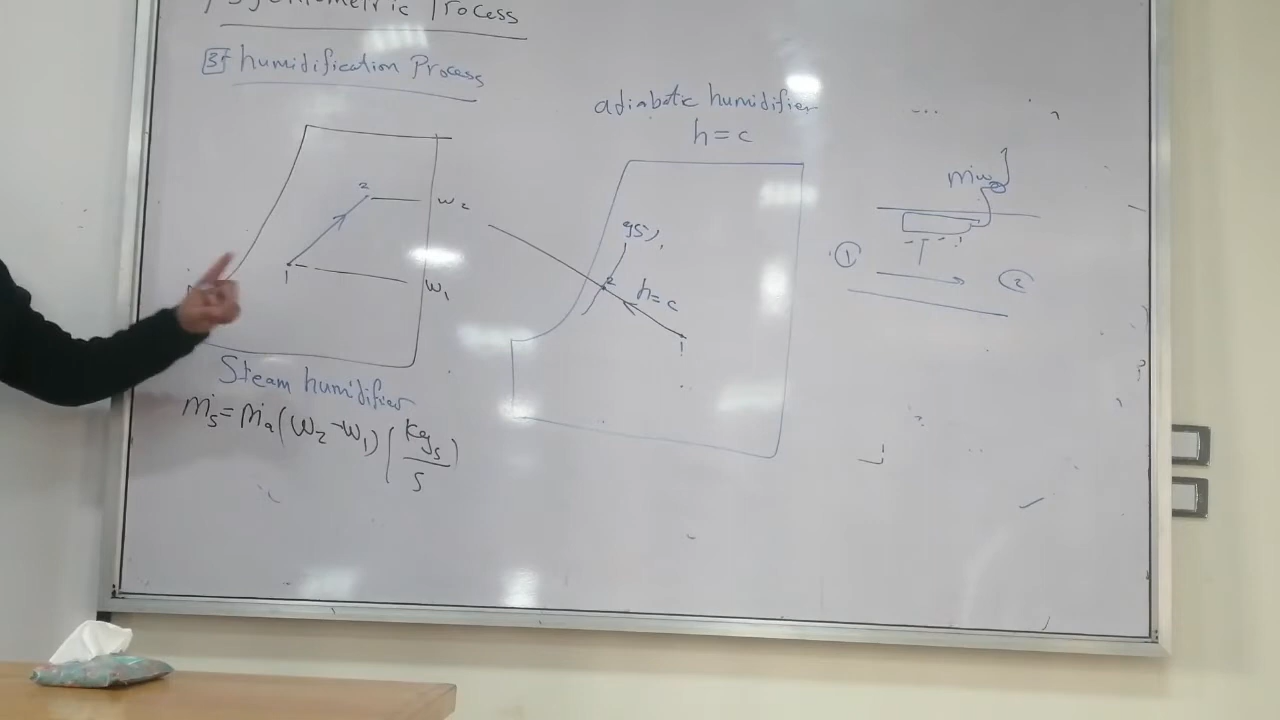 Psychrometric Process
3- humidification Process
2
1
w₂
w₁
Steam humidifier
ṁs = ṁa (w₂ - w₁) (kgs/s)
adiabatic humidifier
h = c
2
h = c
1
ṁw
①
②